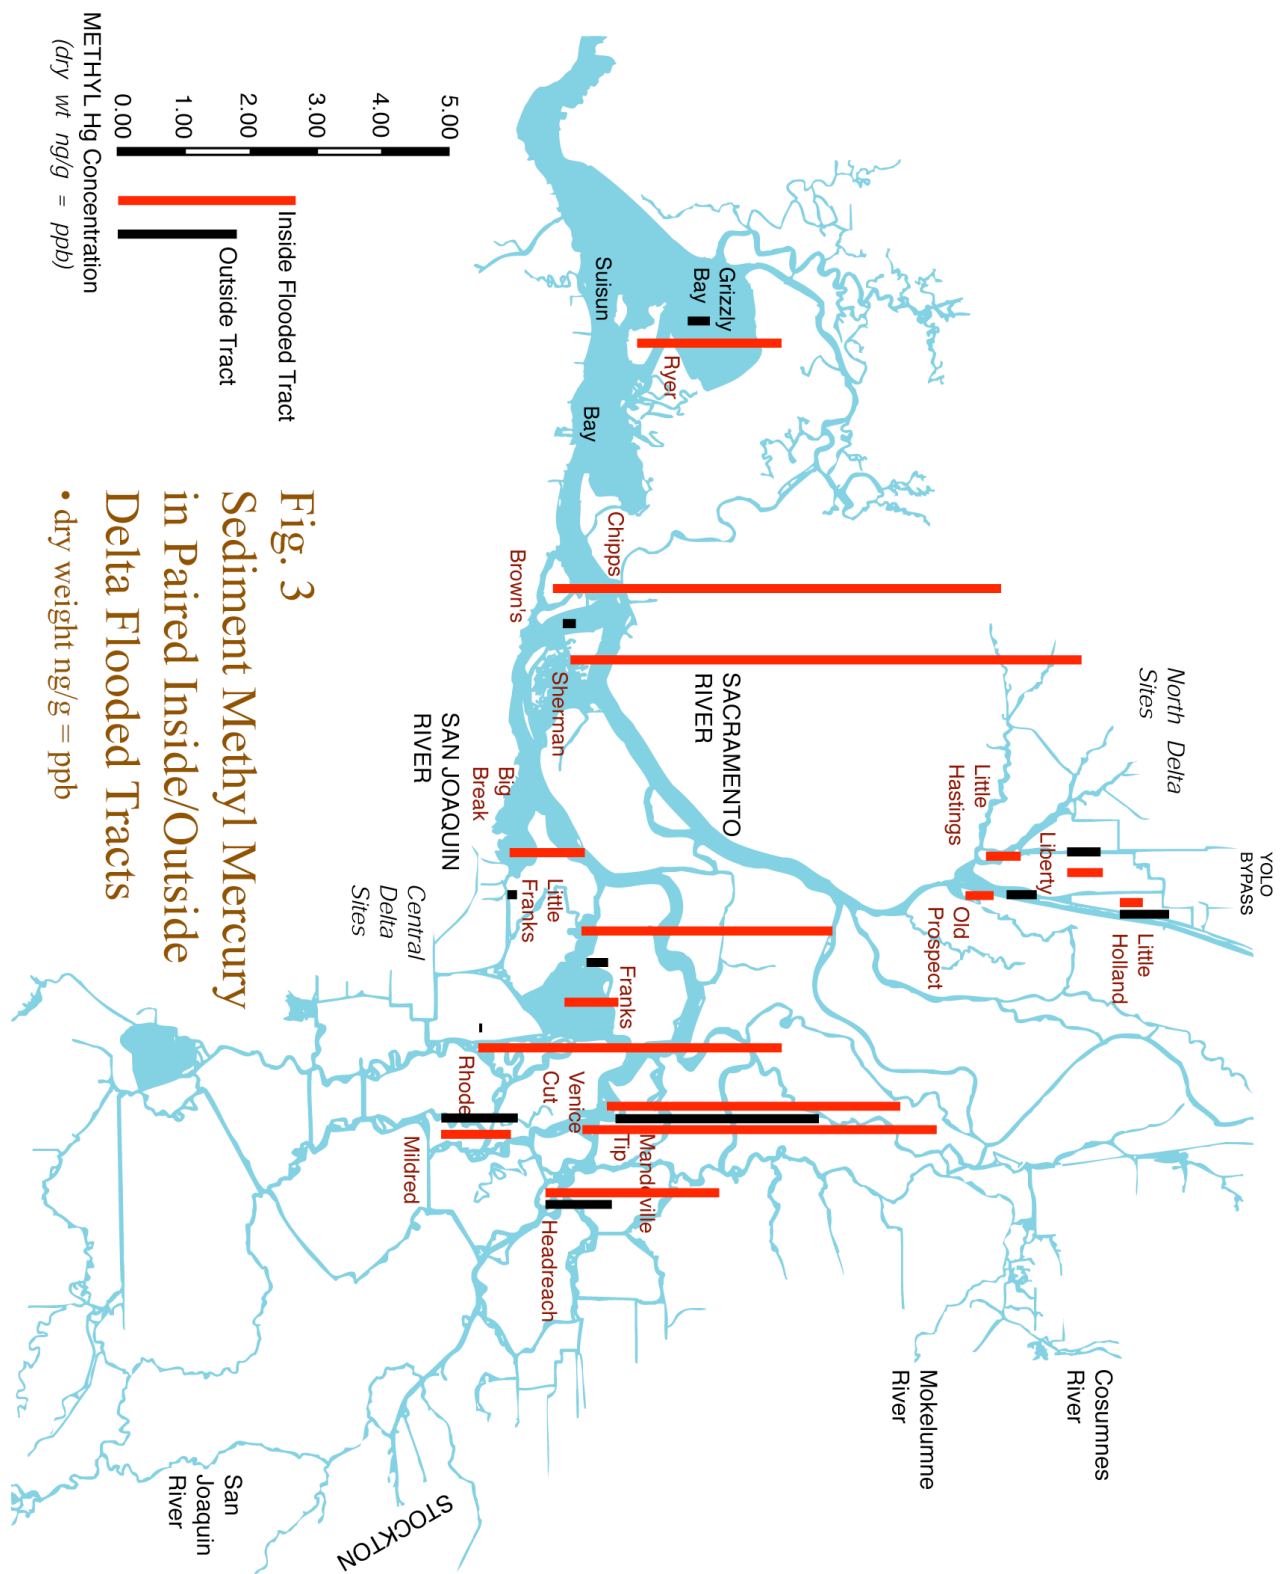 North Delta
Sites
YOLO
BYPASS
Little
Hastings
Liberty
Old
Prospect
Little
Holland
Cosumnes
River
Mokelumne
River
SACRAMENTO
RIVER
Grizzly
Bay
Ryer
Suisun
Bay
Chipps
Brown's
Sherman
Big
Break
SAN JOAQUIN
RIVER
Little
Franks
Franks
Central
Delta
Sites
Rhode
Venice
Cut
Mandeville
Tip
Mildred
Headreach
STOCKTON
San
Joaquin
River
5.00
4.00
3.00
2.00
1.00
0.00
Inside Flooded Tract
Outside Tract
METHYL Hg Concentration
(dry wt ng/g = ppb)
Fig. 3
Sediment Methyl Mercury
in Paired Inside/Outside
Delta Flooded Tracts
• dry weight ng/g = ppb